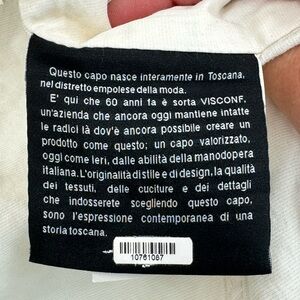 Questo capo nasce interamente in Toscana,
nel distretto empolese della moda.
E' qui che 60 anni fa è sorta VISCONF.
un'azienda che ancora oggi mantiene intatte
le radici là dov'è ancora possibile creare un
prodotto come questo; un capo valorizzato,
oggi come ieri, dalle abilità della manodopera
italiana. L'originalità di stile e di design, la qualità
dei tessuti, delle cuciture e dei dettagli
che indosserete scegliendo questo capo,
sono l'espressione contemporanea di una
storia toscana.
10761087